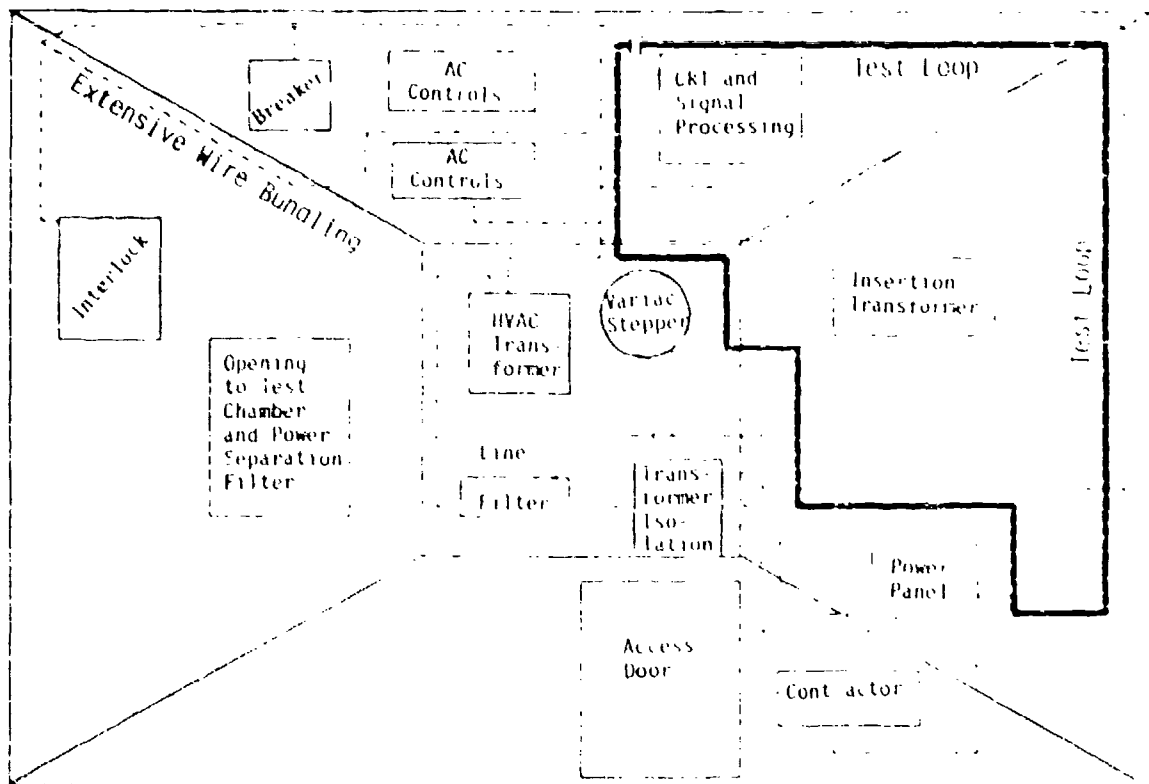 AC
Controls
Breaker
AC
Controls
CRT and
Signal
Processing
Test Loop
Extensive Wire Bundling
Interlock
HVAC
Trans-
former
Variac
Stepper
Insertion
Transformer
Test Loop
Opening
to Test
Chamber
and Power
Separation
Filter
Line
Filter
Trans-
former
Iso-
lation
Power
Panel
Access
Door
Contactor